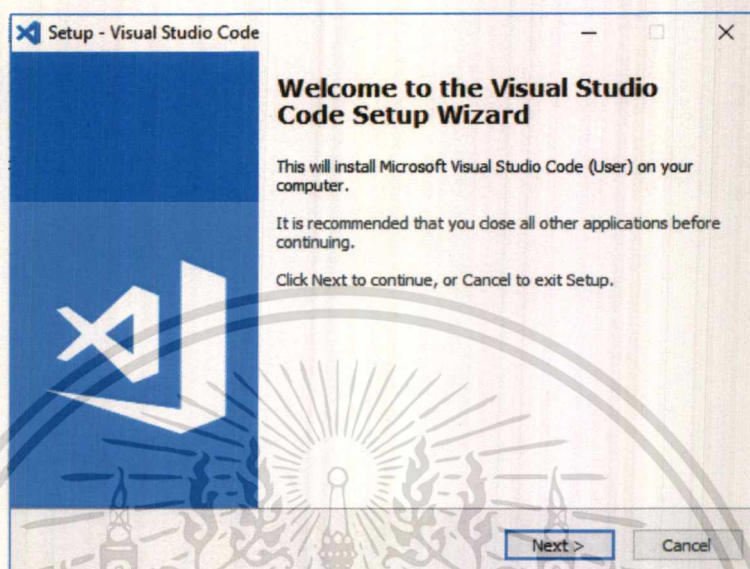 Setup - Visual Studio Code
Welcome to the Visual Studio
Code Setup Wizard
This will install Microsoft Visual Studio Code (User) on your
computer.
It is recommended that you close all other applications before
continuing.
Click Next to continue, or Cancel to exit Setup.
Next >
Cancel